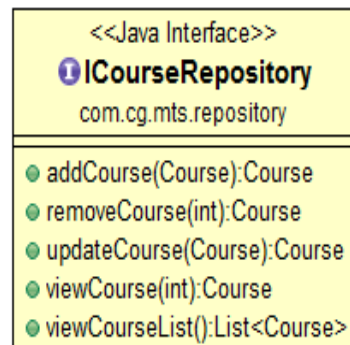 <<Java Interface>>
ICourseRepository
com.cg.mts.repository
addCourse(Course):Course
removeCourse(int):Course
updateCourse(Course):Course
viewCourse(int):Course
viewCourseList():List<Course>